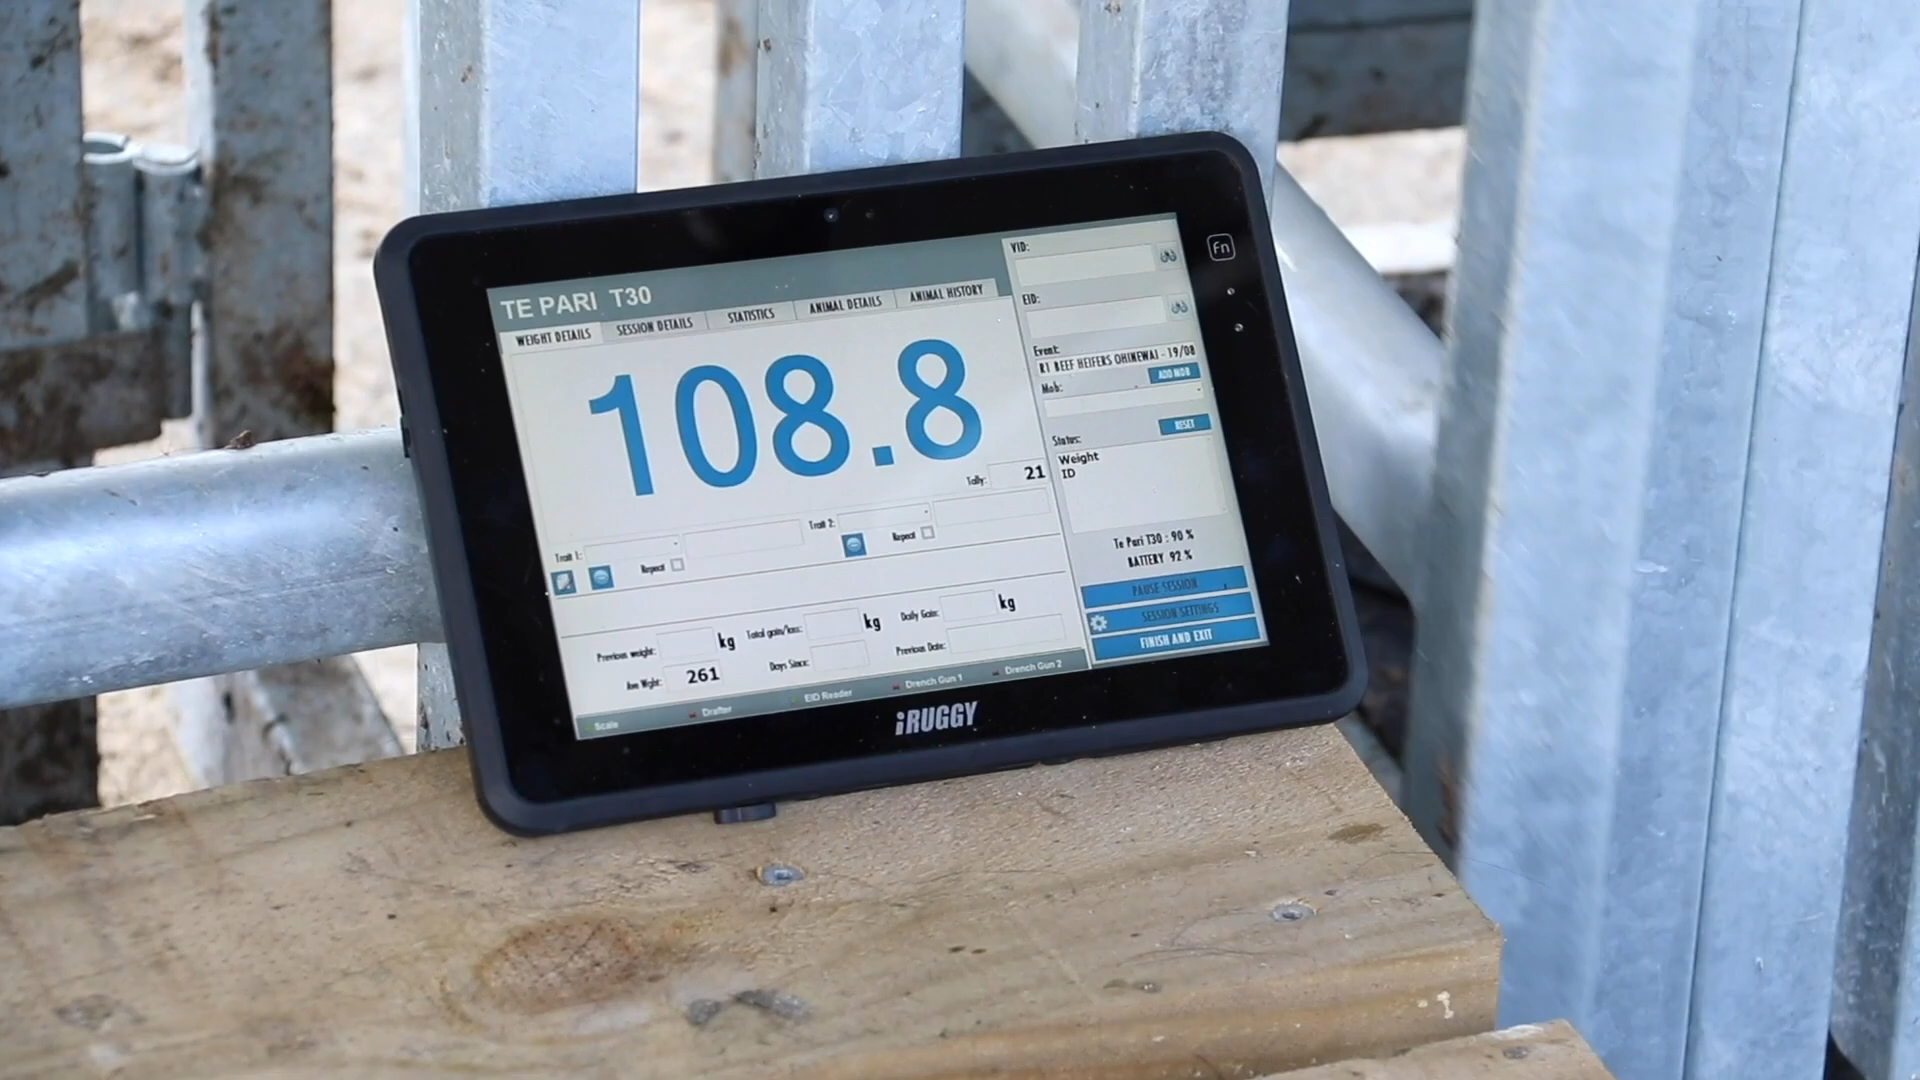 TE PARI T30
WEIGHT DETAILS
SESSION DETAILS
STATISTICS
ANIMAL DETAILS
ANIMAL HISTORY
108.8
Tally: 21
Trait 1:
Repeat
Trait 2:
Repeat
Previous weight: kg
Total gain/loss: kg
Daily Gain: kg
Ave Wght: 261
Days Since:
Previous Date:
Scale
Drafter
EID Reader
Drench Gun 1
Drench Gun 2
VID:
EID:
Event:
R1 BEEF HEIFERS OHINEWAI - 19/08
Mob:
ADD MOB
RESET
Status:
Weight
ID
Te Pari T30 : 90 %
BATTERY 92 %
PAUSE SESSION
SESSION SETTINGS
FINISH AND EXIT
Fn
iRUGGY